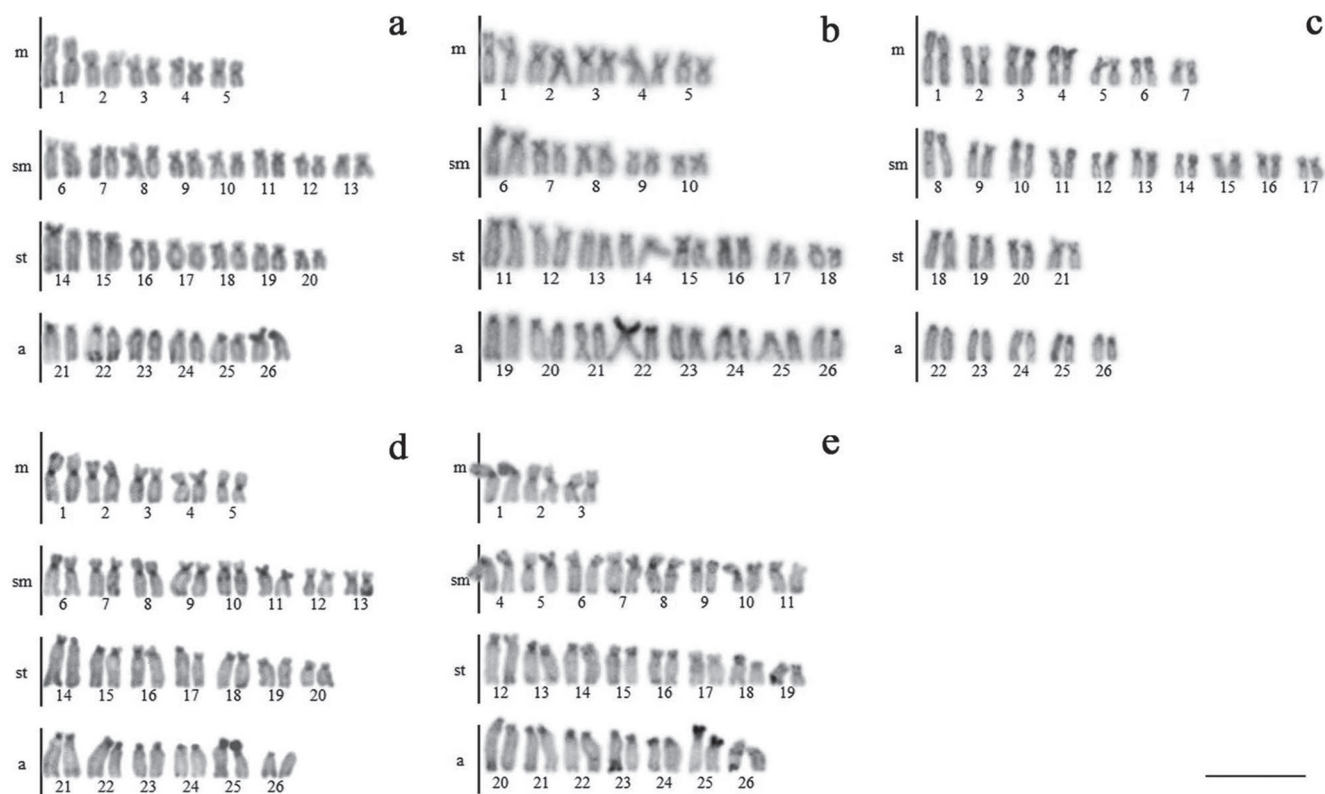 a
m
1 2 3 4 5
sm
6 7 8 9 10 11 12 13
st
14 15 16 17 18 19 20
a
21 22 23 24 25 26
b
m
1 2 3 4 5
sm
6 7 8 9 10
st
11 12 13 14 15 16 17 18
a
19 20 21 22 23 24 25 26
c
m
1 2 3 4 5 6 7
sm
8 9 10 11 12 13 14 15 16 17
st
18 19 20 21
a
22 23 24 25 26
d
m
1 2 3 4 5
sm
6 7 8 9 10 11 12 13
st
14 15 16 17 18 19 20
a
21 22 23 24 25 26
e
m
1 2 3
sm
4 5 6 7 8 9 10 11
st
12 13 14 15 16 17 18 19
a
20 21 22 23 24 25 26